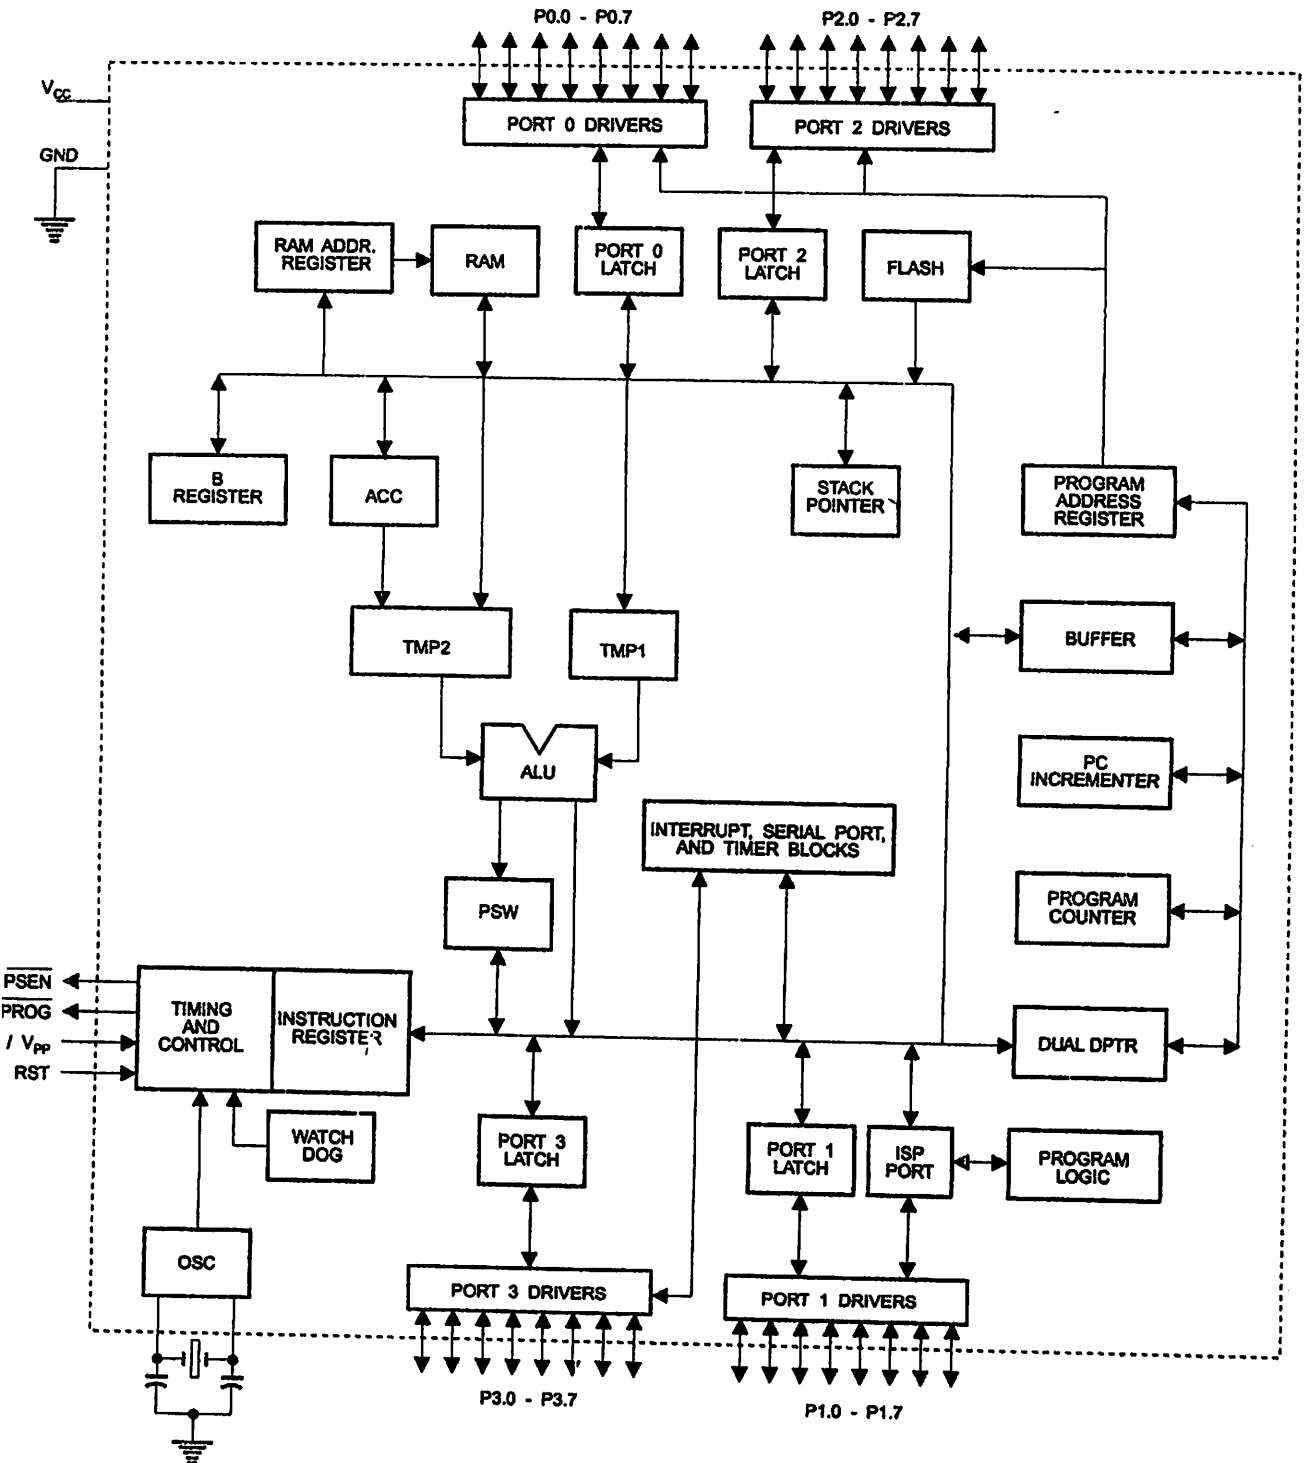 P0.0 - P0.7
P2.0 - P2.7
VCC
GND
PORT 0 DRIVERS
PORT 2 DRIVERS
RAM ADDR.
REGISTER
RAM
PORT 0
LATCH
PORT 2
LATCH
FLASH
B
REGISTER
ACC
STACK
POINTER
PROGRAM
ADDRESS
REGISTER
TMP2
TMP1
BUFFER
ALU
PC
INCREMENTER
INTERRUPT, SERIAL PORT,
AND TIMER BLOCKS
PSW
PROGRAM
COUNTER
PSEN
PROG
/ VPP
RST
TIMING
AND
CONTROL
INSTRUCTION
REGISTER
DUAL DPTR
WATCH
DOG
PORT 3
LATCH
PORT 1
LATCH
ISP
PORT
PROGRAM
LOGIC
OSC
PORT 3 DRIVERS
PORT 1 DRIVERS
P3.0 - P3.7
P1.0 - P1.7